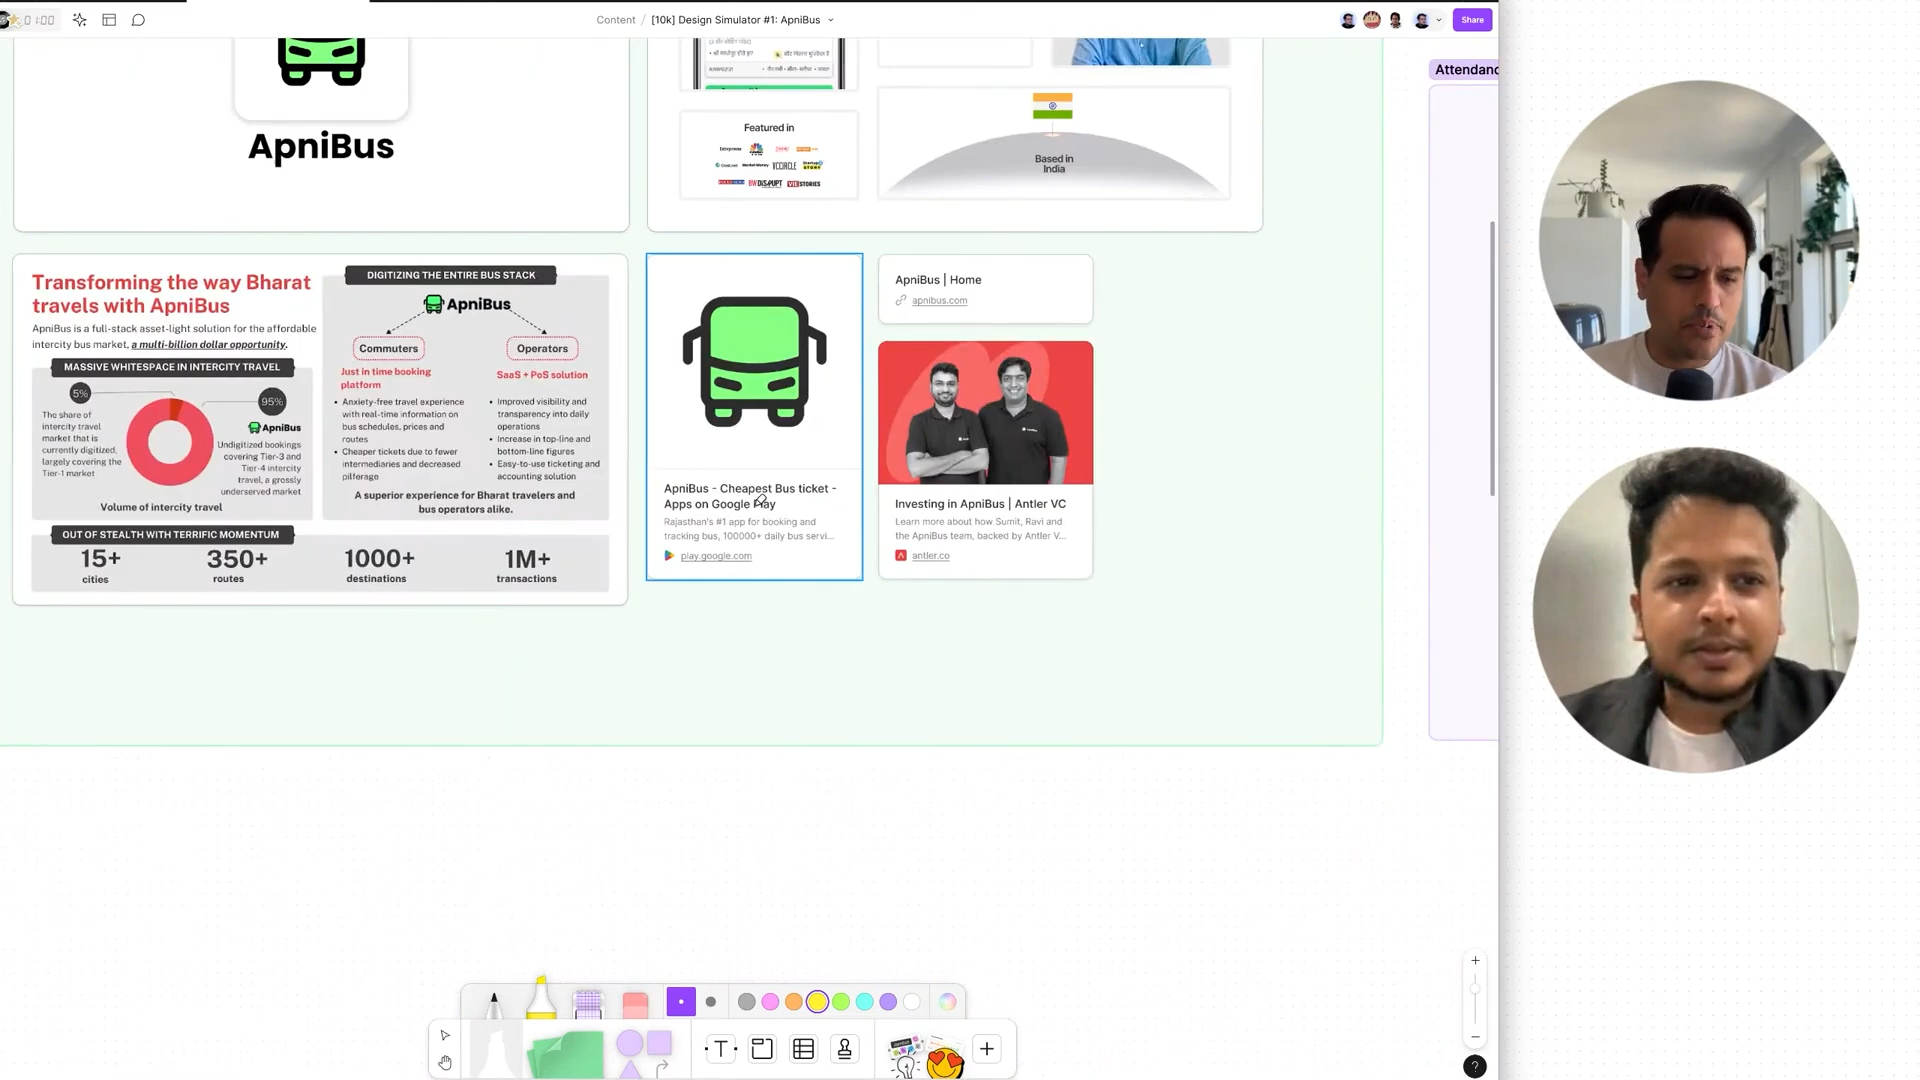 1:00
Content / [10k] Design Simulator #1: ApniBus
Share
ApniBus
Featured in
Entrepreneur
VCCIRCLE
BW DISRUPT
Based in
India
Attendanc
Transforming the way Bharat
travels with ApniBus
ApniBus is a full-stack asset-light solution for the affordable
intercity bus market, a multi-billion dollar opportunity.
MASSIVE WHITESPACE IN INTERCITY TRAVEL
5%
95%
The share of
intercity travel
market that is
currently digitized,
largely covering the
Tier-1 market
ApniBus
Undigitized bookings
covering Tier-3 and
Tier-4 intercity
travel, a grossly
underserved market
Volume of intercity travel
DIGITIZING THE ENTIRE BUS STACK
ApniBus
Commuters
Operators
Just in time booking
platform
SaaS + PoS solution
• Anxiety-free travel experience
with real-time information on
bus schedules, prices and
routes
• Cheaper tickets due to fewer
intermediaries and decreased
pilferage
• Improved visibility and
transparency into daily
operations
• Increase in top-line and
bottom-line figures
• Easy-to-use ticketing and
accounting solution
A superior experience for Bharat travelers and
bus operators alike.
OUT OF STEALTH WITH TERRIFIC MOMENTUM
15+
cities
350+
routes
1000+
destinations
1M+
transactions
ApniBus - Cheapest Bus ticket -
Apps on Google Play
Rajasthan's #1 app for booking and
tracking bus, 100000+ daily bus servi...
play.google.com
ApniBus | Home
apnibus.com
Investing in ApniBus | Antler VC
Learn more about how Sumit, Ravi and
the ApniBus team, backed by Antler V...
antler.co
T
?